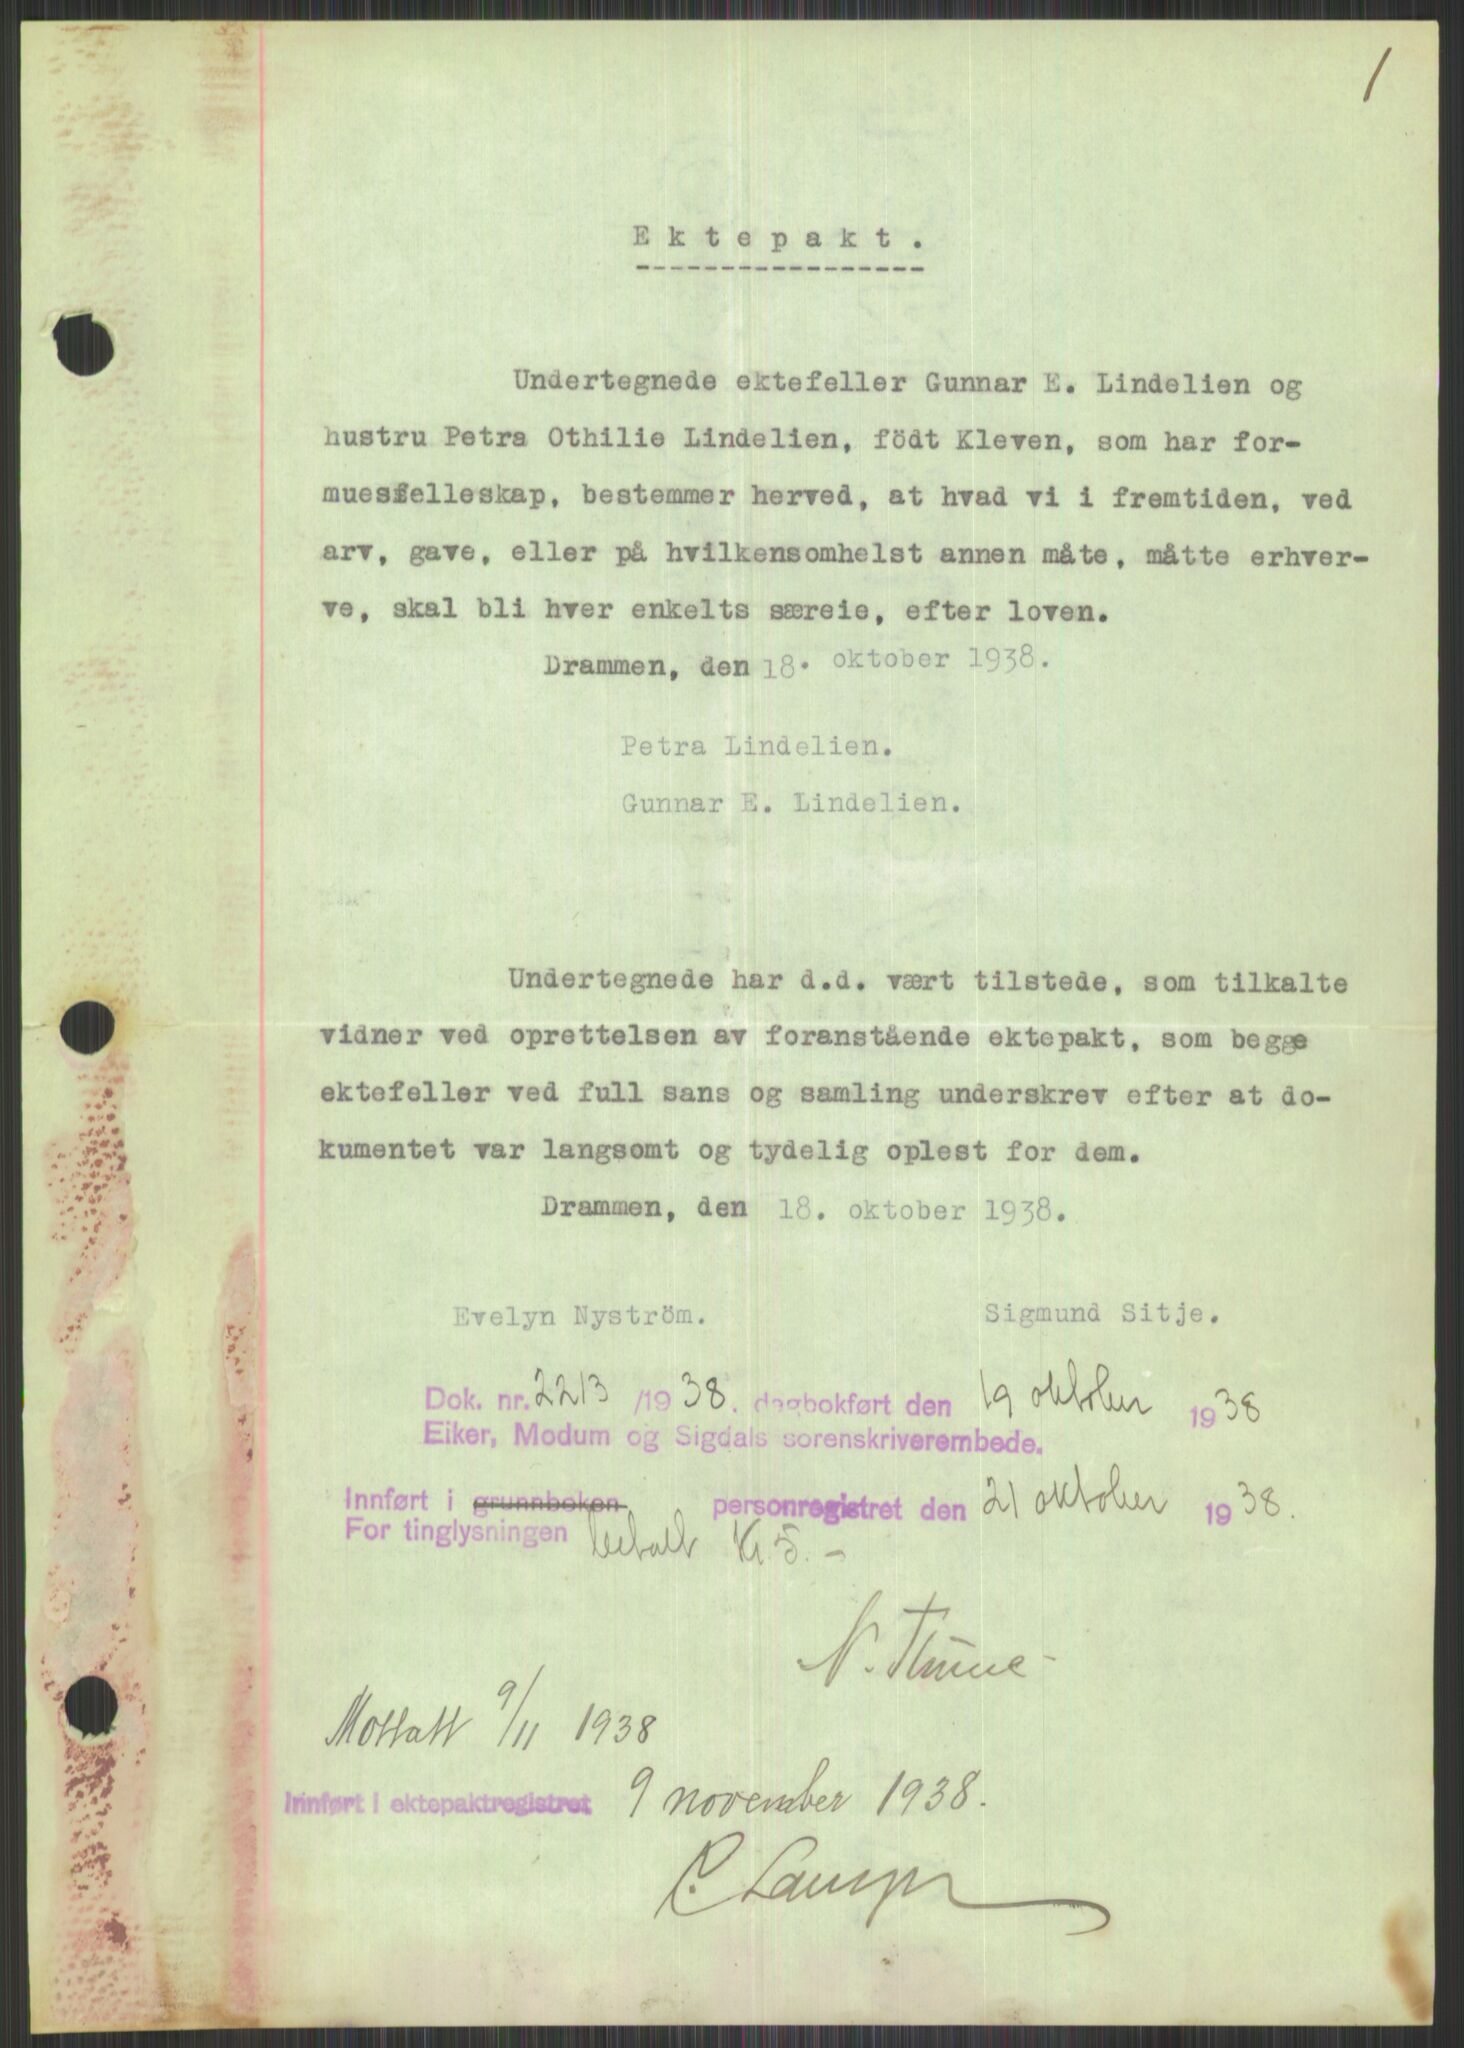 1
Ektepakt.
Undertegnede ektefeller Gunnar E. Lindelien og
hustru Petra Othilie Lindelien, födt Kleven, som har for-
muesfelleskap, bestemmer herved, at hvad vi i fremtiden, ved
arv, gave, eller på hvilkensomhelst annen måte, måtte erhver-
ve, skal bli hver enkelts særeie, efter loven.
Drammen, den 18. oktober 1938.
Petra Lindelien.
Gunnar E. Lindelien.
Undertegnede har d.d. vært tilstede, som tilkalte
vidner ved oprettelsen av foranstående ektepakt, som begge
ektefeller ved full sans og samling underskrev efter at do-
kumentet var langsomt og tydelig oplest for dem.
Drammen, den 18. oktober 1938.
Evelyn Nyström. Sigmund Sitje.
Dok. nr. 2213 /1938. dagbokført den 19 oktober 1938
Eiker, Modum og Sigdals sorenskriverembede.
Innført i grunnboken personregistret den 21 oktober 1938.
For tinglysningen betalt Kr. 5.-
N. Thune
Mottatt 9/11 1938
Innført i ektepaktregistret 9 november 1938.